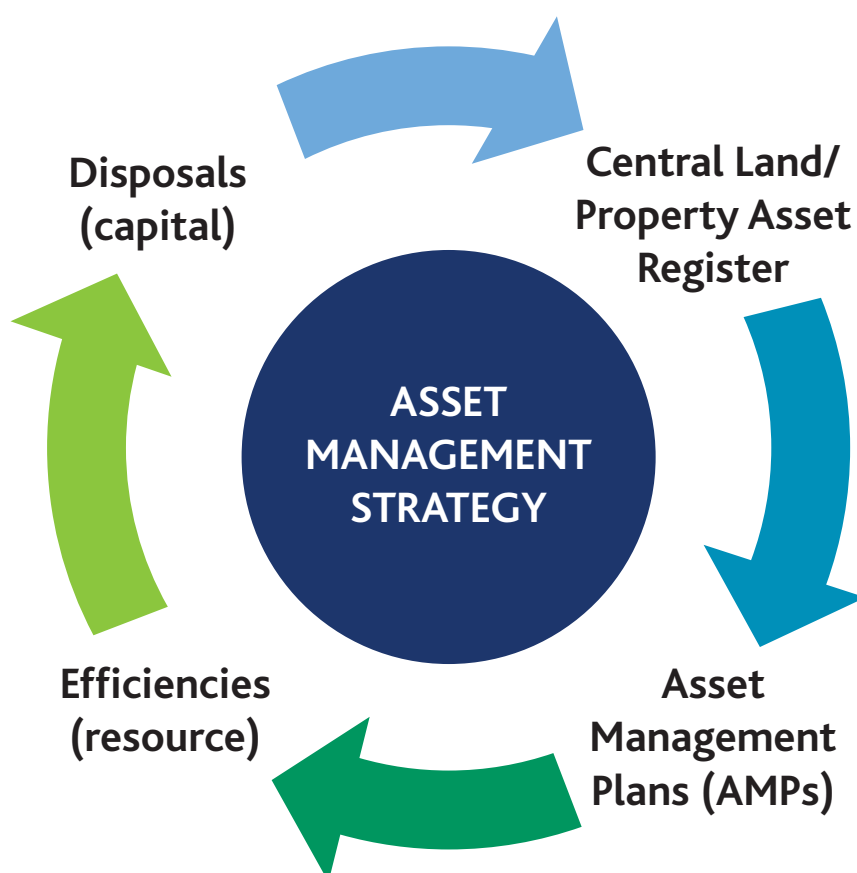 Disposals
(capital)
Central Land/
Property Asset
Register
ASSET
MANAGEMENT
STRATEGY
Efficiencies
(resource)
Asset
Management
Plans (AMPs)